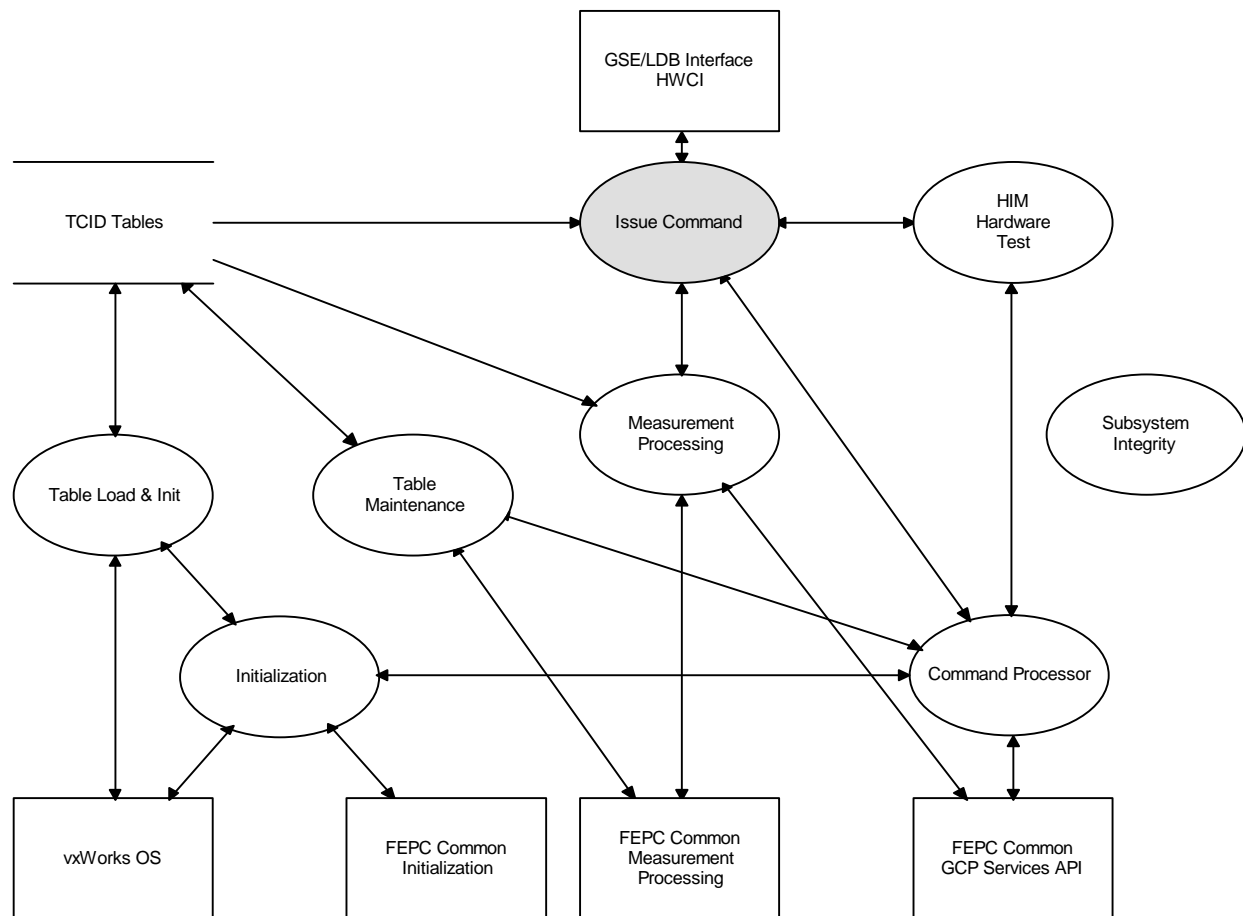 GSE/LDB Interface
HWCI
TCID Tables
Issue Command
HIM
Hardware
Test
Measurement
Processing
Subsystem
Integrity
Table Load & Init
Table
Maintenance
Initialization
Command Processor
vxWorks OS
FEPC Common
Initialization
FEPC Common
Measurement
Processing
FEPC Common
GCP Services API